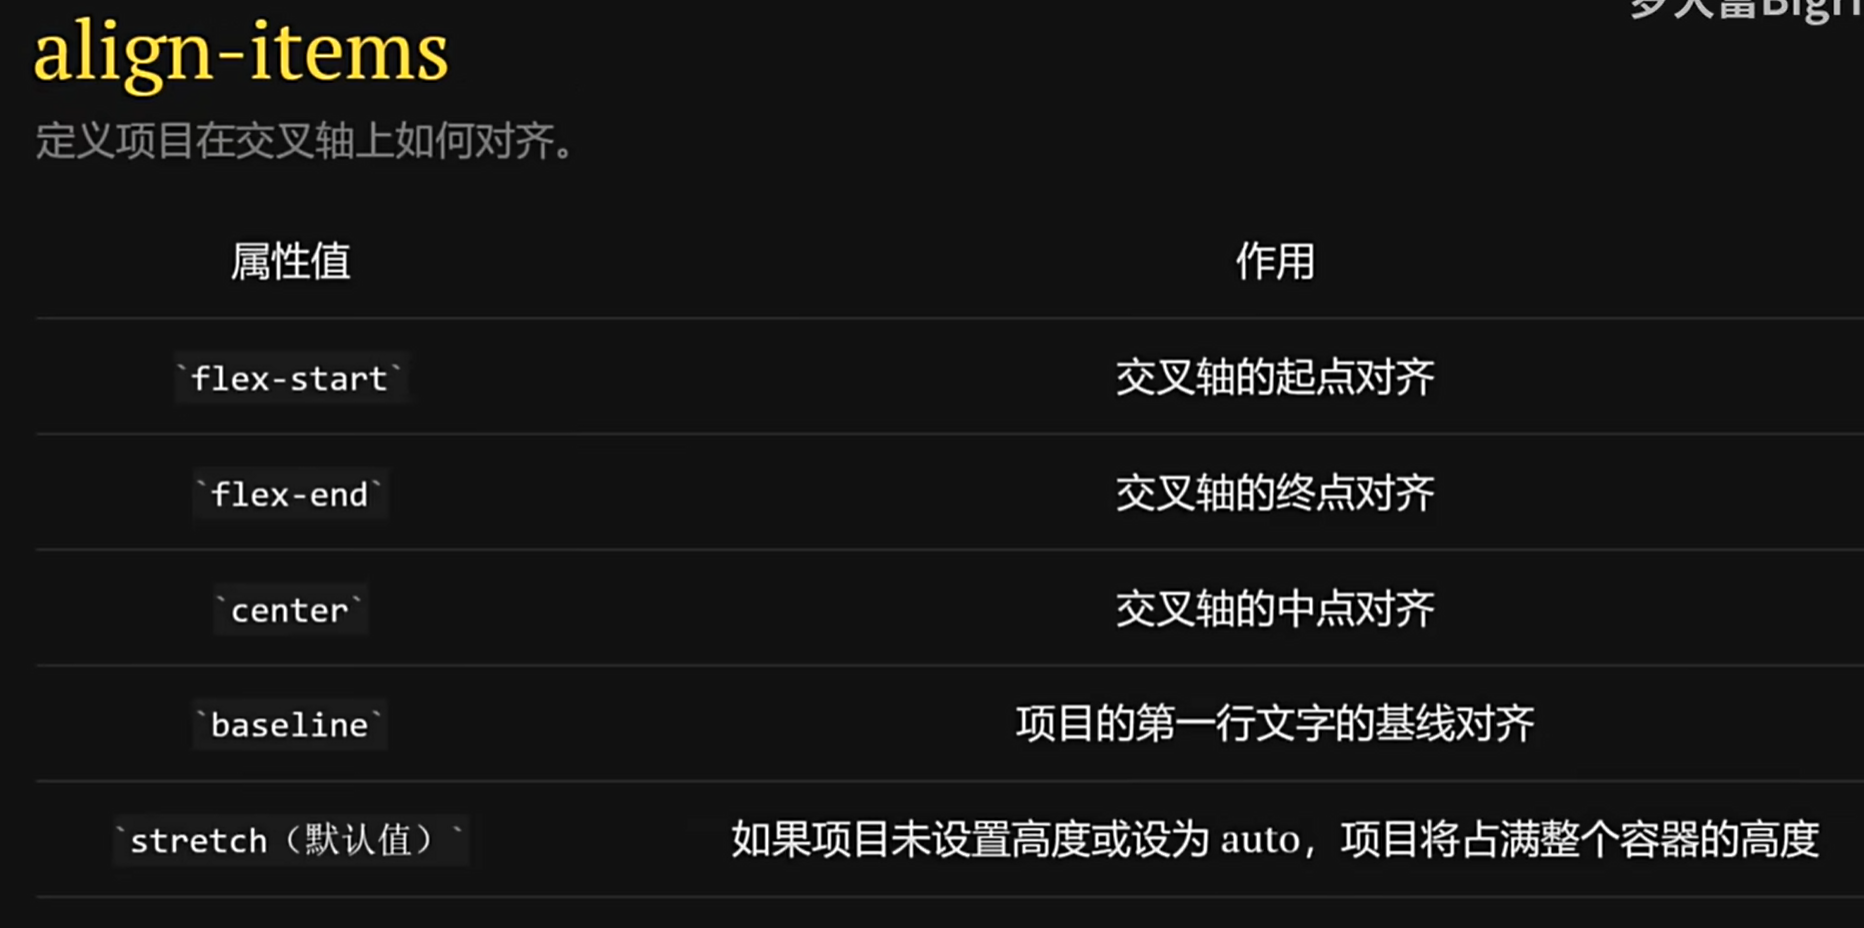 align-items
定义项目在交叉轴上如何对齐。
属性值 作用
`flex-start` 交叉轴的起点对齐
`flex-end` 交叉轴的终点对齐
`center` 交叉轴的中点对齐
`baseline` 项目的第一行文字的基线对齐
`stretch（默认值）` 如果项目未设置高度或设为 auto，项目将占满整个容器的高度